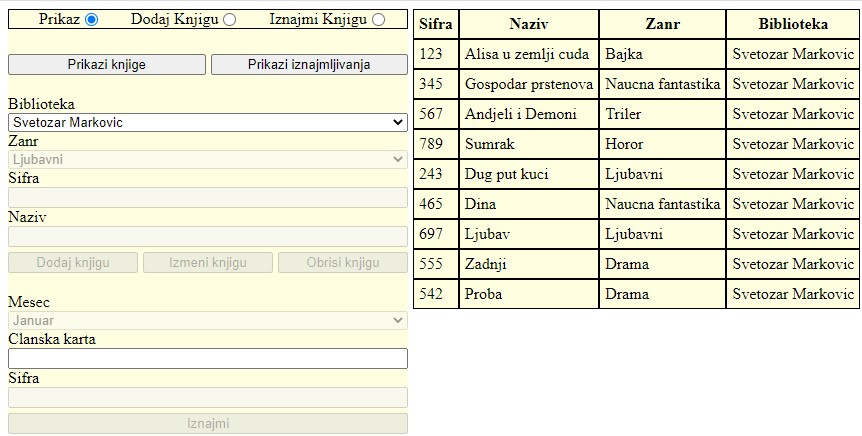 Prikaz Dodaj Knjigu Iznajmi Knjigu
Prikazi knjige Prikazi iznajmljivanja
Biblioteka
Svetozar Markovic
Zanr
Ljubavni
Sifra
Naziv
Dodaj knjigu Izmeni knjigu Obrisi knjigu
Mesec
Januar
Clanska karta
Sifra
Iznajmi
Sifra Naziv Zanr Biblioteka
123 Alisa u zemlji cuda Bajka Svetozar Markovic
345 Gospodar prstenova Naucna fantastika Svetozar Markovic
567 Andjeli i Demoni Triler Svetozar Markovic
789 Sumrak Horor Svetozar Markovic
243 Dug put kuci Ljubavni Svetozar Markovic
465 Dina Naucna fantastika Svetozar Markovic
697 Ljubav Ljubavni Svetozar Markovic
555 Zadnji Drama Svetozar Markovic
542 Proba Drama Svetozar Markovic